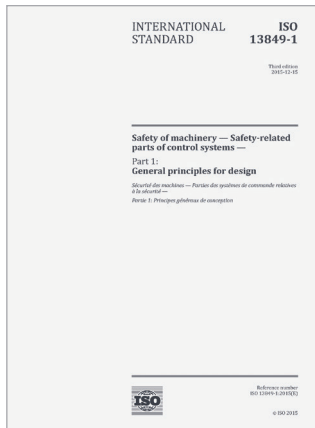 INTERNATIONAL STANDARD
ISO 13849-1
Third edition
2015-12-15
Safety of machinery — Safety-related
parts of control systems —
Part 1:
General principles for design
Sécurité des machines — Parties des systèmes de commande relatives
à la sécurité —
Partie 1: Principes généraux de conception
ISO
Reference number
ISO 13849-1:2015(E)
© ISO 2015